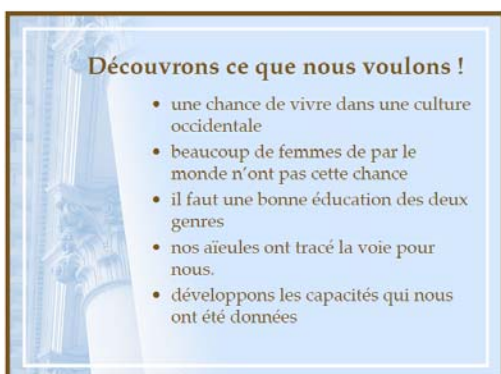 Découvrons ce que nous voulons !
• une chance de vivre dans une culture
occidentale
• beaucoup de femmes de par le
monde n'ont pas cette chance
• il faut une bonne éducation des deux
genres
• nos aïeules ont tracé la voie pour
nous.
• développons les capacités qui nous
ont été données